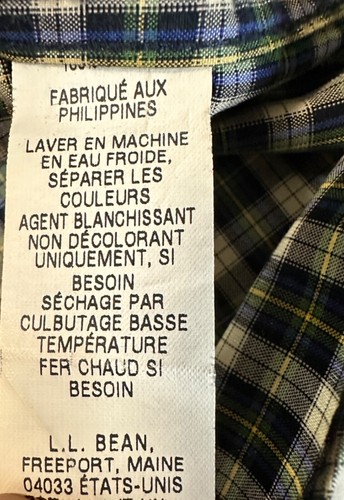 FABRIQUÉ AUX
PHILIPPINES
LAVER EN MACHINE
EN EAU FROIDE,
SÉPARER LES
COULEURS
AGENT BLANCHISSANT
NON DÉCOLORANT
UNIQUEMENT, SI
BESOIN
SÉCHAGE PAR
CULBUTAGE BASSE
TEMPÉRATURE
FER CHAUD SI
BESOIN
L.L. BEAN,
FREEPORT, MAINE
04033 ÉTATS-UNIS